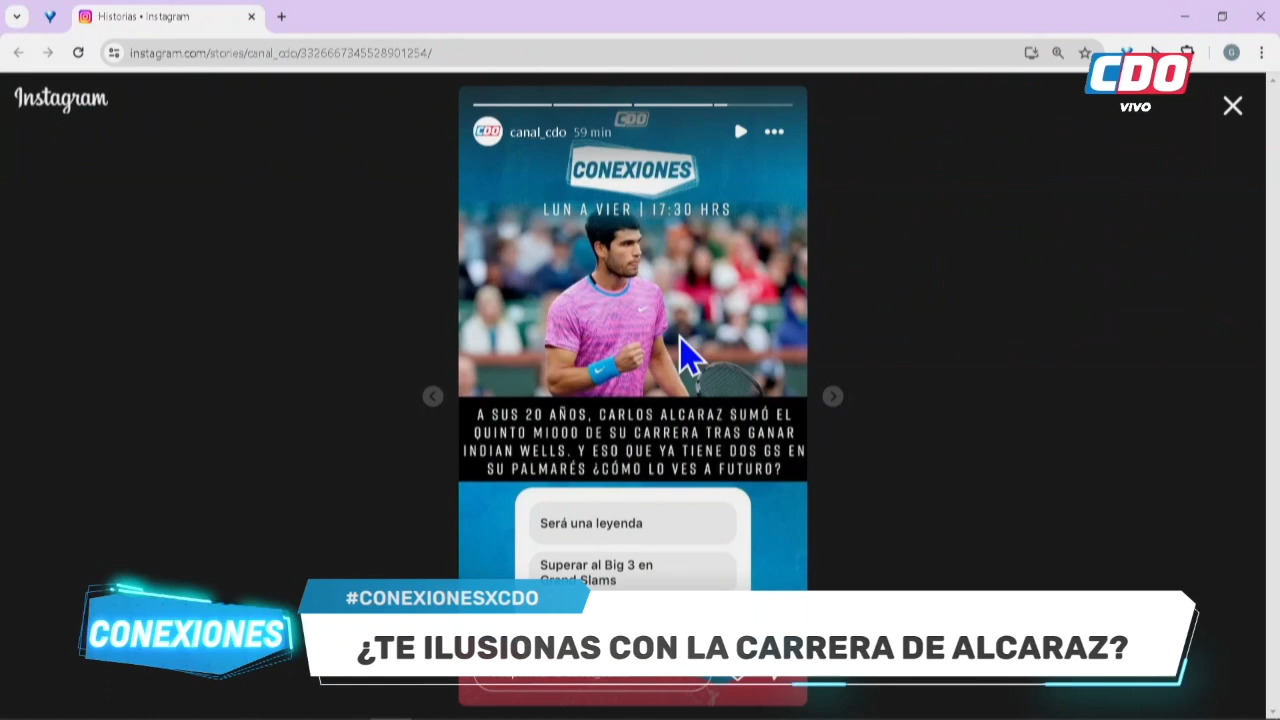 Historias • Instagram
instagram.com/stories/canal_cdo/3326667345528901254/
G
Instagram
CDO
VIVO
CDO
CDO
canal_cdo 59 min
CONEXIONES
LUN A VIER | 17:30 HRS
A SUS 20 AÑOS, CARLOS ALCARAZ SUMÓ EL
QUINTO M1000 DE SU CARRERA TRAS GANAR
INDIAN WELLS. Y ESO QUE YA TIENE DOS GS EN
SU PALMARÉS ¿CÓMO LO VES A FUTURO?
Será una leyenda
Superar al Big 3 en
Grand Slams
#CONEXIONESXCDO
CONEXIONES
¿TE ILUSIONAS CON LA CARRERA DE ALCARAZ?